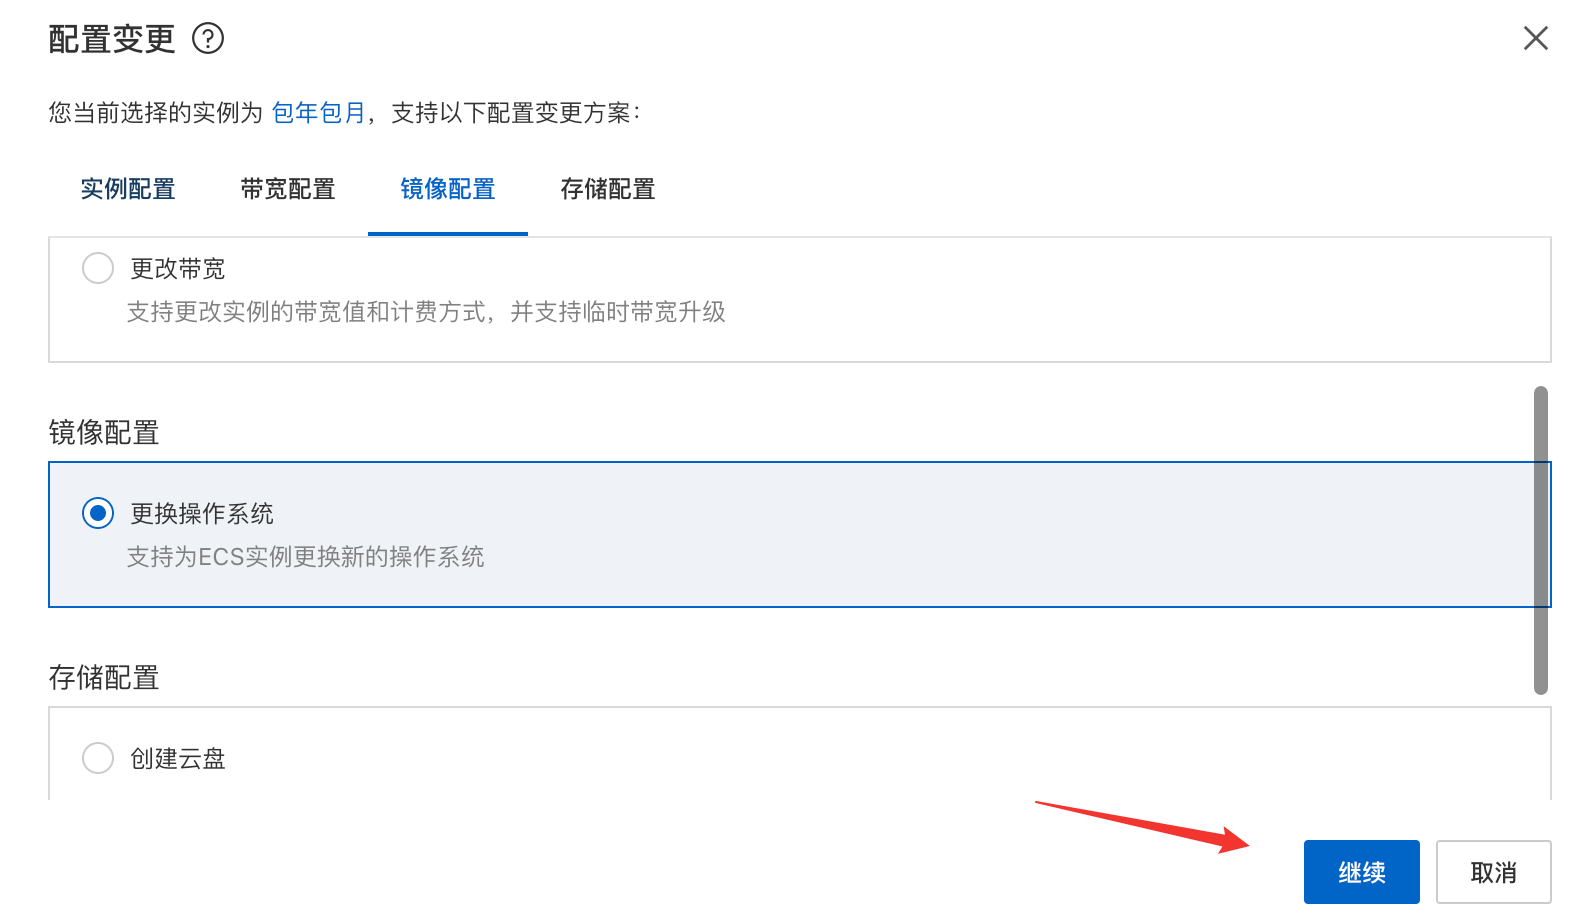 配置变更 ?
您当前选择的实例为 包年包月，支持以下配置变更方案：
实例配置 带宽配置 镜像配置 存储配置
更改带宽
支持更改实例的带宽值和计费方式，并支持临时带宽升级
镜像配置
更换操作系统
支持为ECS实例更换新的操作系统
存储配置
创建云盘
继续 取消